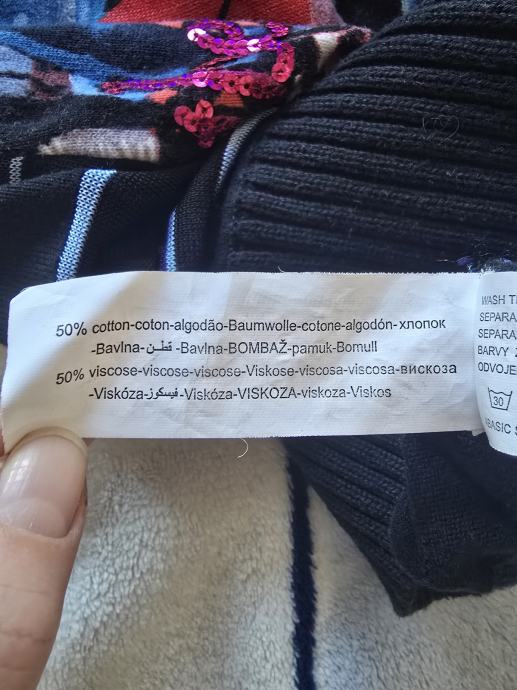 50% cotton-coton-algodão-Baumwolle-cotone-algodón-хлопок
-Bavlna-قطن-Bavlna-BOMBAŽ-pamuk-Bomull
50% viscose-viscose-viscose-Viskose-viscosa-viscosa-вискоза
-Viskóza-فيسكوز-Viskóza-VISKOZA-viskoza-Viskos
WASH
SEPARA
SEPARA
BARVY
ODVOJE
30
BASIC